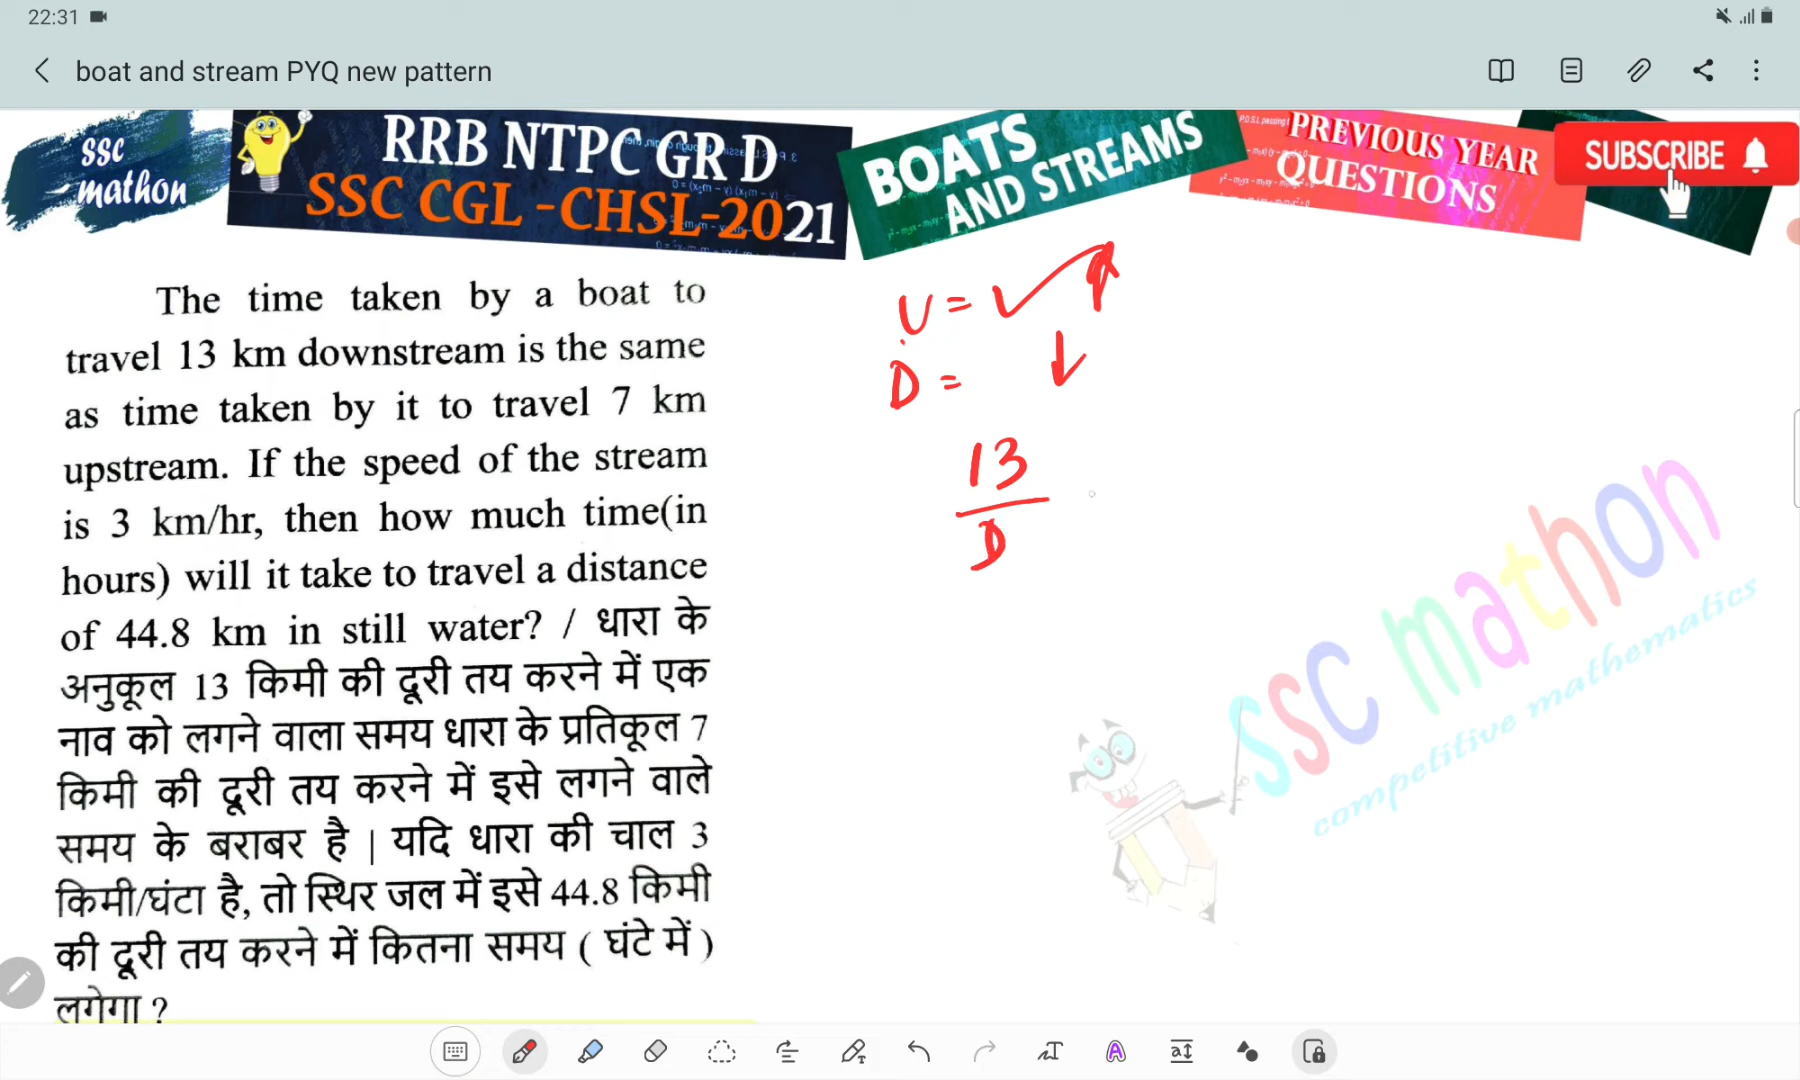 22:31
boat and stream PYQ new pattern
SSC
mathon
RRB NTPC GR D
SSC CGL -CHSL-2021
BOATS
AND STREAMS
PREVIOUS YEAR
QUESTIONS
SUBSCRIBE
The time taken by a boat to
travel 13 km downstream is the same
as time taken by it to travel 7 km
upstream. If the speed of the stream
is 3 km/hr, then how much time(in
hours) will it take to travel a distance
of 44.8 km in still water? / धारा के
अनुकूल 13 किमी की दूरी तय करने में एक
नाव को लगने वाला समय धारा के प्रतिकूल 7
किमी की दूरी तय करने में इसे लगने वाले
समय के बराबर है | यदि धारा की चाल 3
किमी/घंटा है, तो स्थिर जल में इसे 44.8 किमी
की दूरी तय करने में कितना समय ( घंटे में )
लगेगा ?
U =
D =
13
D
SSC mathon
competitive mathematics